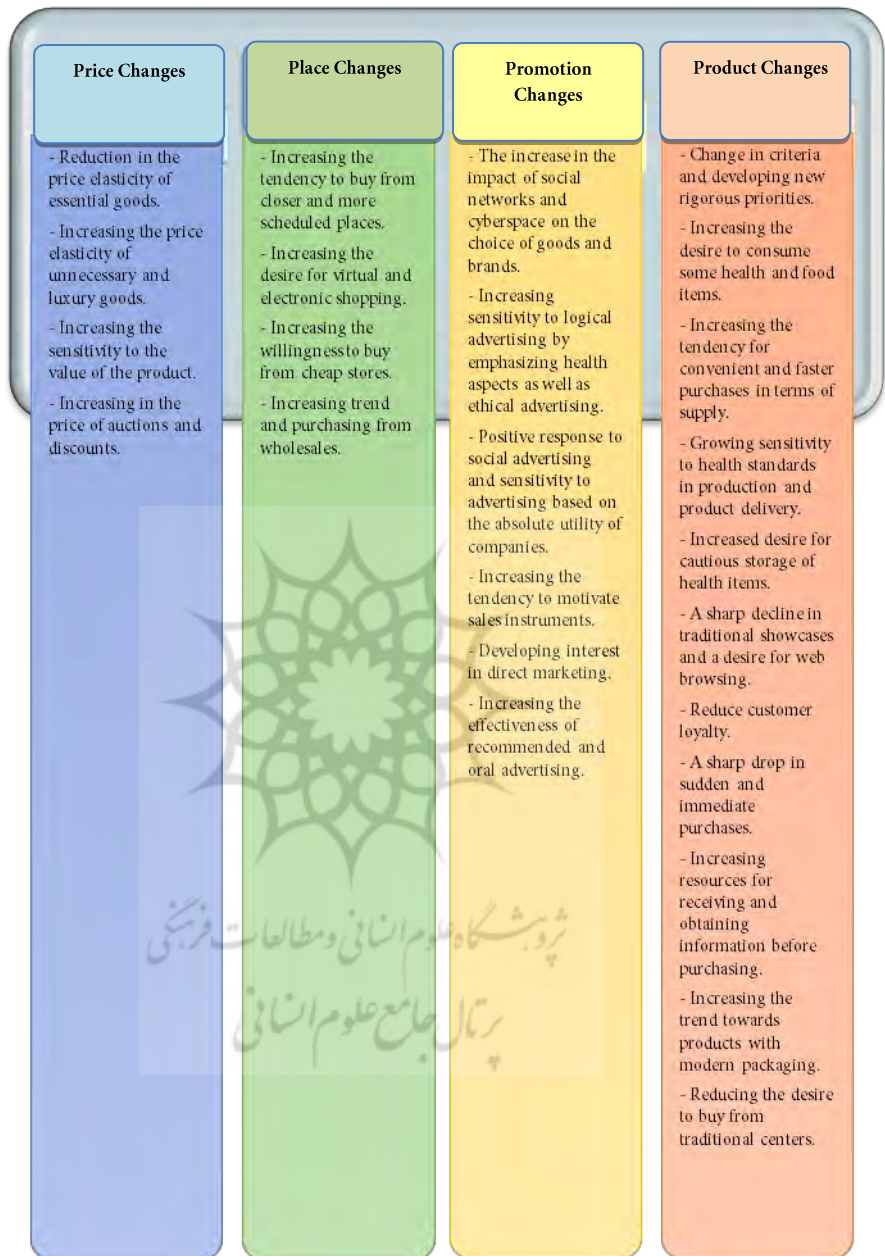 Price Changes
- Reduction in the
price elasticity of
essential goods.
- Increasing the price
elasticity of
unnecessary and
luxury goods.
- Increasing the
sensitivity to the
value of the product.
- Increasing in the
price of auctions and
discounts.
Place Changes
- Increasing the
tendency to buy from
closer and more
scheduled places.
- Increasing the
desire for virtual and
electronic shopping.
- Increasing the
willingness to buy
from cheap stores.
- Increasing trend
and purchasing from
wholesales.
Promotion
Changes
- The increase in the
impact of social
networks and
cyberspace on the
choice of goods and
brands.
- Increasing
sensitivity to logical
advertising by
emphasizing health
aspects as well as
ethical advertising.
- Positive response to
social advertising
and sensitivity to
advertising based on
the absolute utility of
companies.
- Increasing the
tendency to motivate
sales instruments.
- Developing interest
in direct marketing.
- Increasing the
effectiveness of
recommended and
oral advertising.
Product Changes
- Change in criteria
and developing new
rigorous priorities.
- Increasing the
desire to consume
some health and food
items.
- Increasing the
tendency for
convenient and faster
purchases in terms of
supply.
- Growing sensitivity
to health standards
in production and
product delivery.
- Increased desire for
cautious storage of
health items.
- A sharp decline in
traditional showcases
and a desire for web
browsing.
- Reduce customer
loyalty.
- A sharp drop in
sudden and
immediate
purchases.
- Increasing
resources for
receiving and
obtaining
information before
purchasing.
- Increasing the
trend towards
products with
modern packaging.
- Reducing the desire
to buy from
traditional centers.
پژوهشگاه علوم انسانی و مطالعات فرهنگی
پرتال جامع علوم انسانی